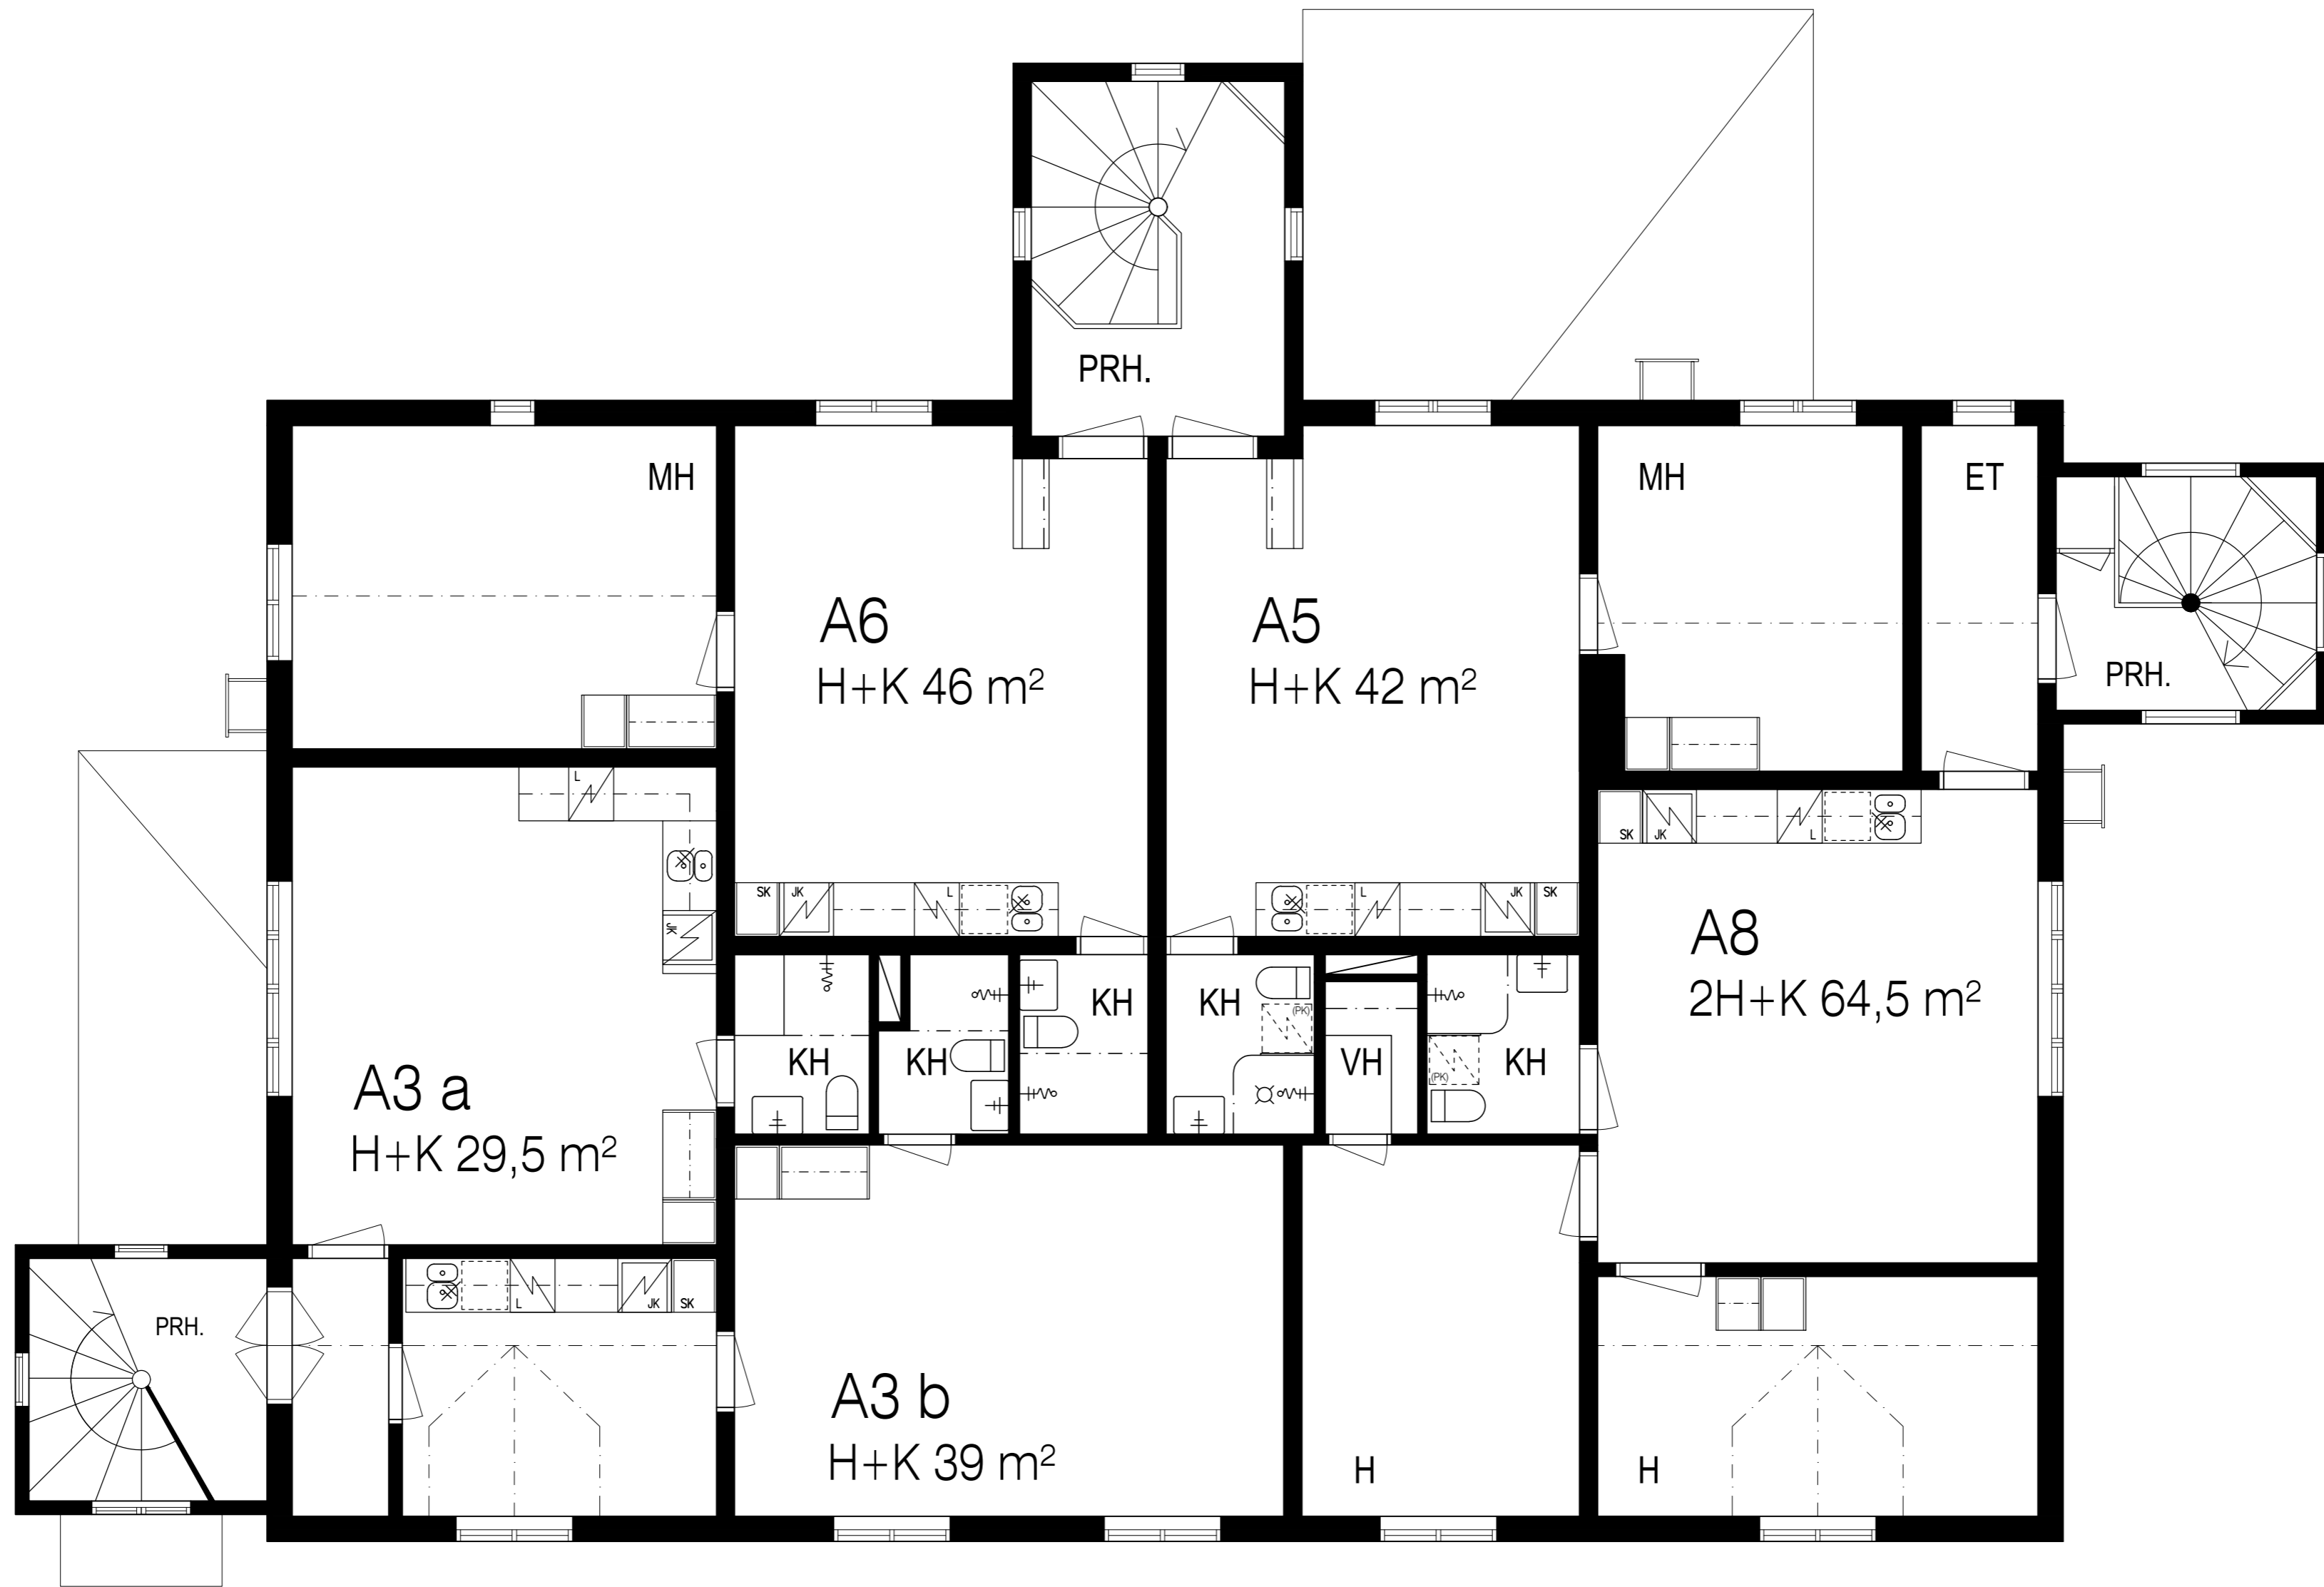 PRH.
MH
MH
ET
A6
H+K 46 m²
A5
H+K 42 m²
PRH.
L
SK
JK
L
L
JK
SK
SK
JK
L
JK
A8
2H+K 64,5 m²
KH
KH
(PK)
KH
KH
VH
KH
(PK)
A3 a
H+K 29,5 m²
PRH.
L
JK
SK
A3 b
H+K 39 m²
H
H